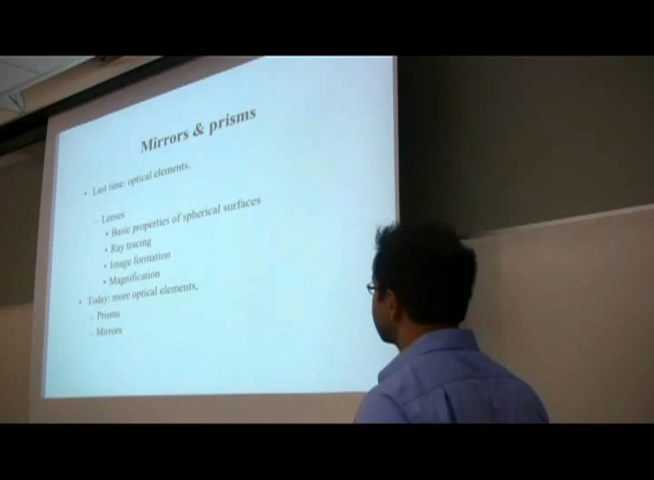 Mirrors & prisms
• Last time: optical elements,
– Lenses
• Basic properties of spherical surfaces
• Ray tracing
• Image formation
• Magnification
• Today: more optical elements,
– Prisms
– Mirrors